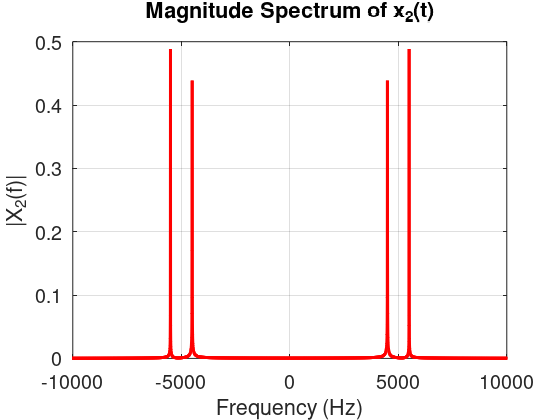 Magnitude Spectrum of x₂(t)
0.5
0.4
0.3
0.2
0.1
0
|X₂(f)|
-10000 -5000 0 5000 10000
Frequency (Hz)